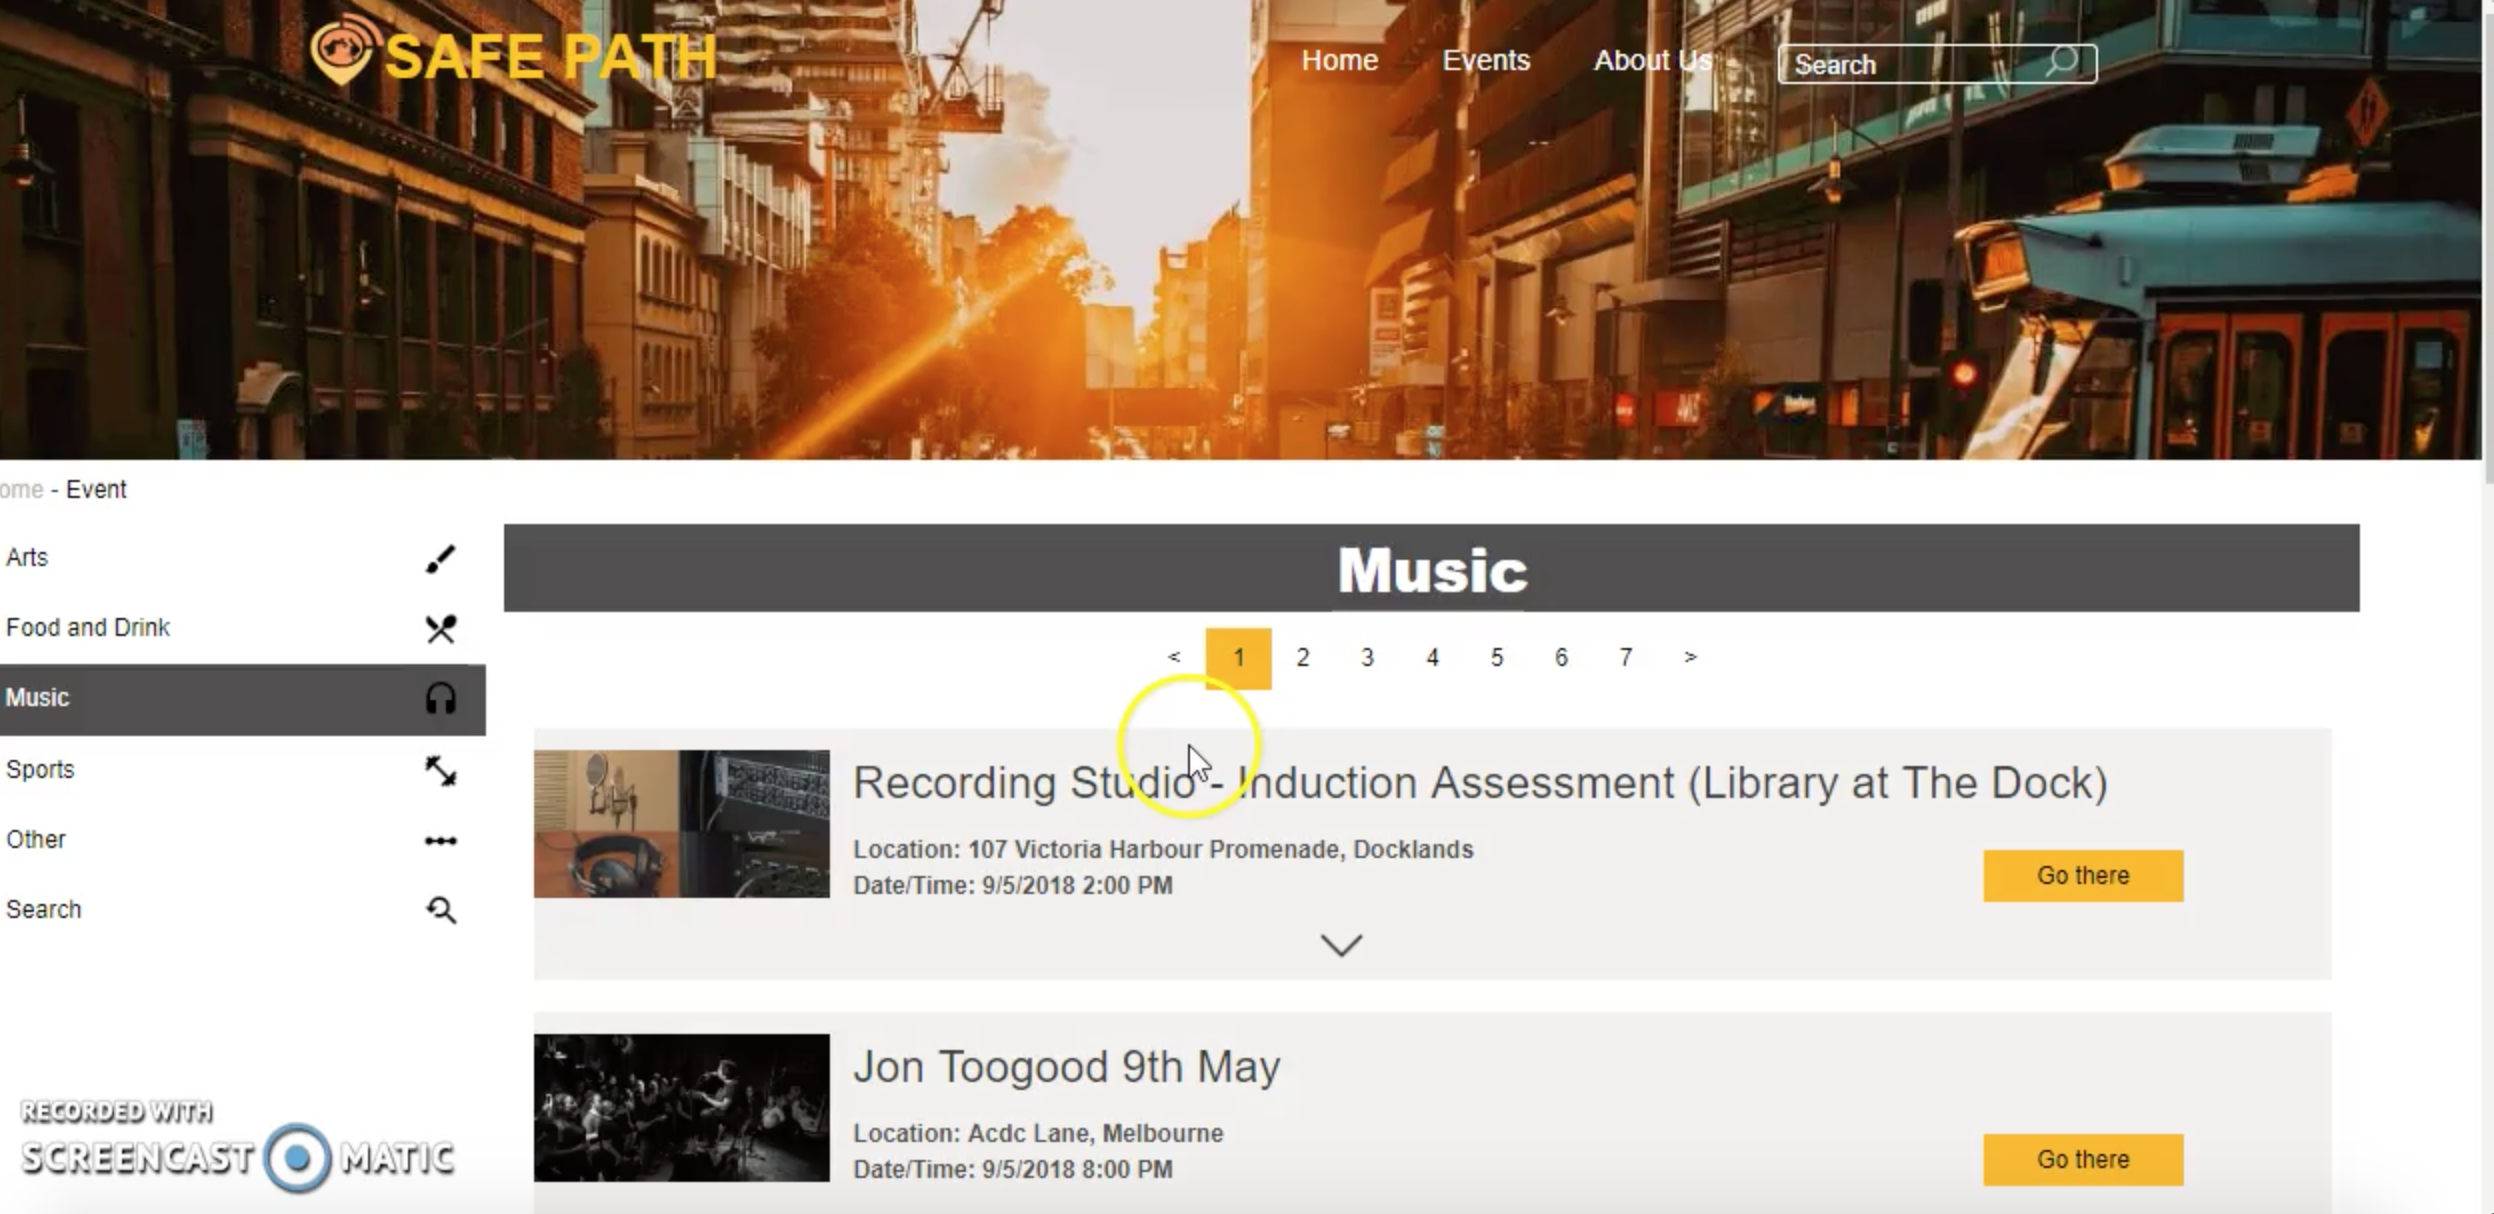 SAFE PATH
Home Events About Us Search
ome - Event
Arts
Food and Drink
Music
Sports
Other
Search
Music
< 1 2 3 4 5 6 7 >
Recording Studio - Induction Assessment (Library at The Dock)
Location: 107 Victoria Harbour Promenade, Docklands
Date/Time: 9/5/2018 2:00 PM
Go there
Jon Toogood 9th May
Location: Acdc Lane, Melbourne
Date/Time: 9/5/2018 8:00 PM
Go there
RECORDED WITH
SCREENCAST MATIC